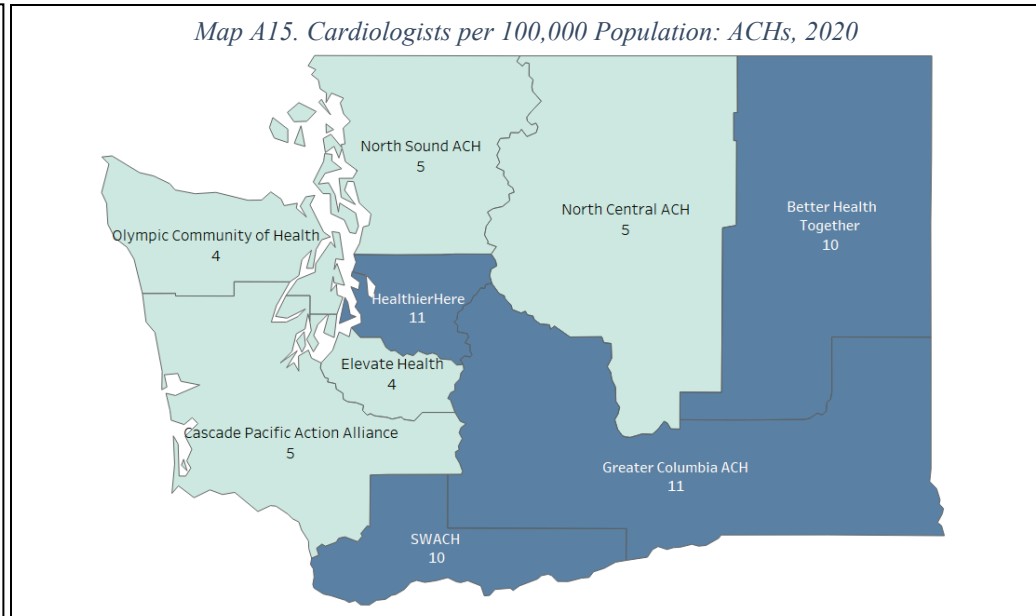 Map A15. Cardiologists per 100,000 Population: ACHs, 2020
North Sound ACH
5
North Central ACH
5
Better Health
Together
10
Olympic Community of Health
4
HealthierHere
11
Elevate Health
4
Cascade Pacific Action Alliance
5
Greater Columbia ACH
11
SWACH
10